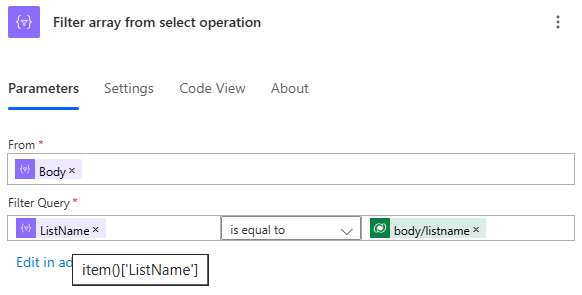 Filter array from select operation
Parameters Settings Code View About
From *
Body ×
Filter Query *
ListName × is equal to body/listname ×
Edit in ad
item()['ListName']